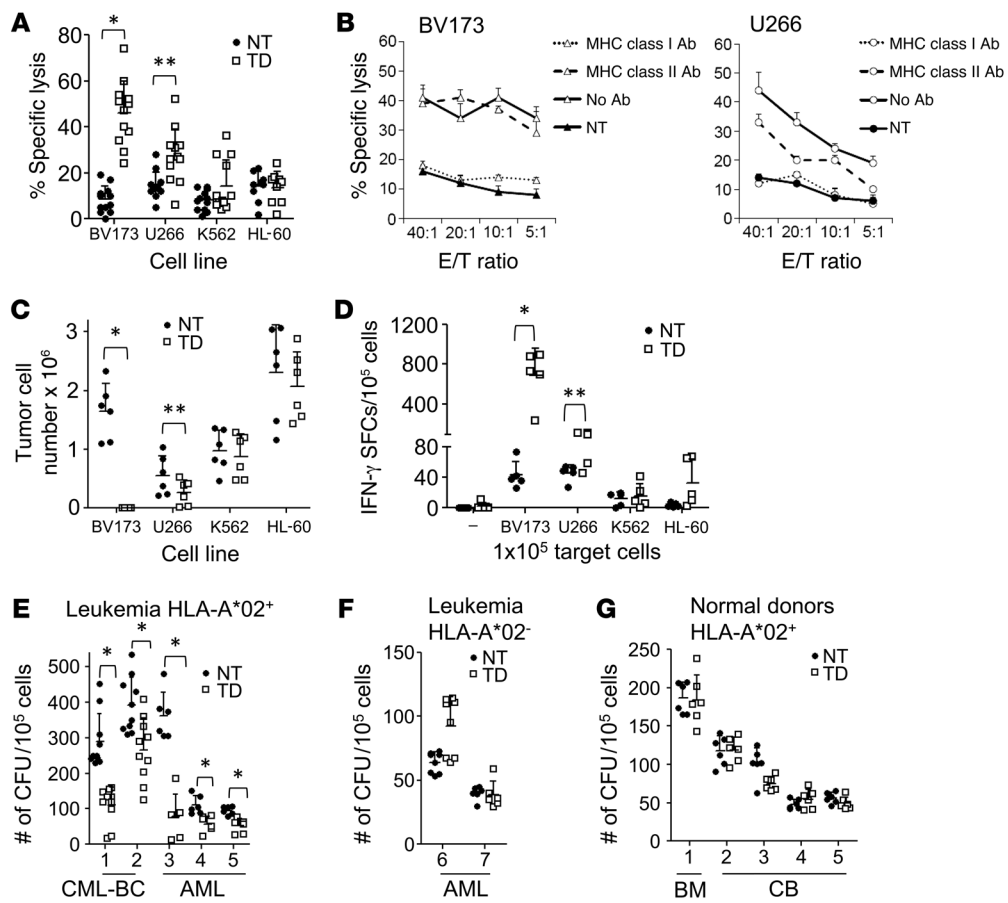 A
% Specific lysis
80
60
40
20
0
*
**
NT
TD
BV173 U266 K562 HL-60
Cell line
B
BV173
% Specific lysis
60
50
40
30
20
10
0
40:1 20:1 10:1 5:1
E/T ratio
MHC class I Ab
MHC class II Ab
No Ab
NT
U266
60
50
40
30
20
10
0
40:1 20:1 10:1 5:1
E/T ratio
MHC class I Ab
MHC class II Ab
No Ab
NT
C
Tumor cell
number x 10⁶
3
2
1
0
*
**
NT
TD
BV173 U266 K562 HL-60
Cell line
D
IFN-γ SFCs/10⁵ cells
1200
800
400
80
40
0
*
**
NT
TD
– BV173 U266 K562 HL-60
1x10⁵ target cells
E
Leukemia HLA-A*02⁺
# of CFU/10⁵ cells
500
400
300
200
100
0
* * * * *
NT
TD
1 2 3 4 5
CML-BC AML
F
Leukemia
HLA-A*02⁻
# of CFU/10⁵ cells
150
100
50
0
NT
TD
6 7
AML
G
Normal donors
HLA-A*02⁺
# of CFU/10⁵ cells
250
200
150
100
50
0
NT
TD
1 2 3 4 5
BM CB